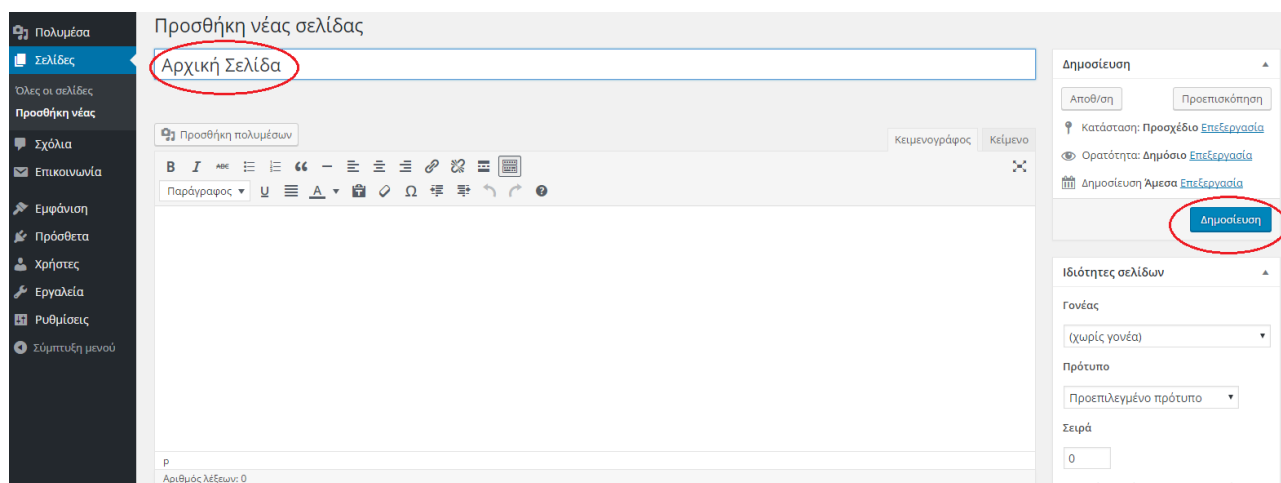 Πολυμέσα
Σελίδες
Όλες οι σελίδες
Προσθήκη νέας
Σχόλια
Επικοινωνία
Εμφάνιση
Πρόσθετα
Χρήστες
Εργαλεία
Ρυθμίσεις
Σύμπτυξη μενού
Προσθήκη νέας σελίδας
Αρχική Σελίδα
Προσθήκη πολυμέσων
Κειμενογράφος Κείμενο
B I ABE
Παράγραφος U A T Ω
p
Αριθμός λέξεων: 0
Δημοσίευση
Αποθ/ση Προεπισκόπηση
Κατάσταση: Προσχέδιο Επεξεργασία
Ορατότητα: Δημόσιο Επεξεργασία
Δημοσίευση Άμεσα Επεξεργασία
Δημοσίευση
Ιδιότητες σελίδων
Γονέας
(χωρίς γονέα)
Πρότυπο
Προεπιλεγμένο πρότυπο
Σειρά
0